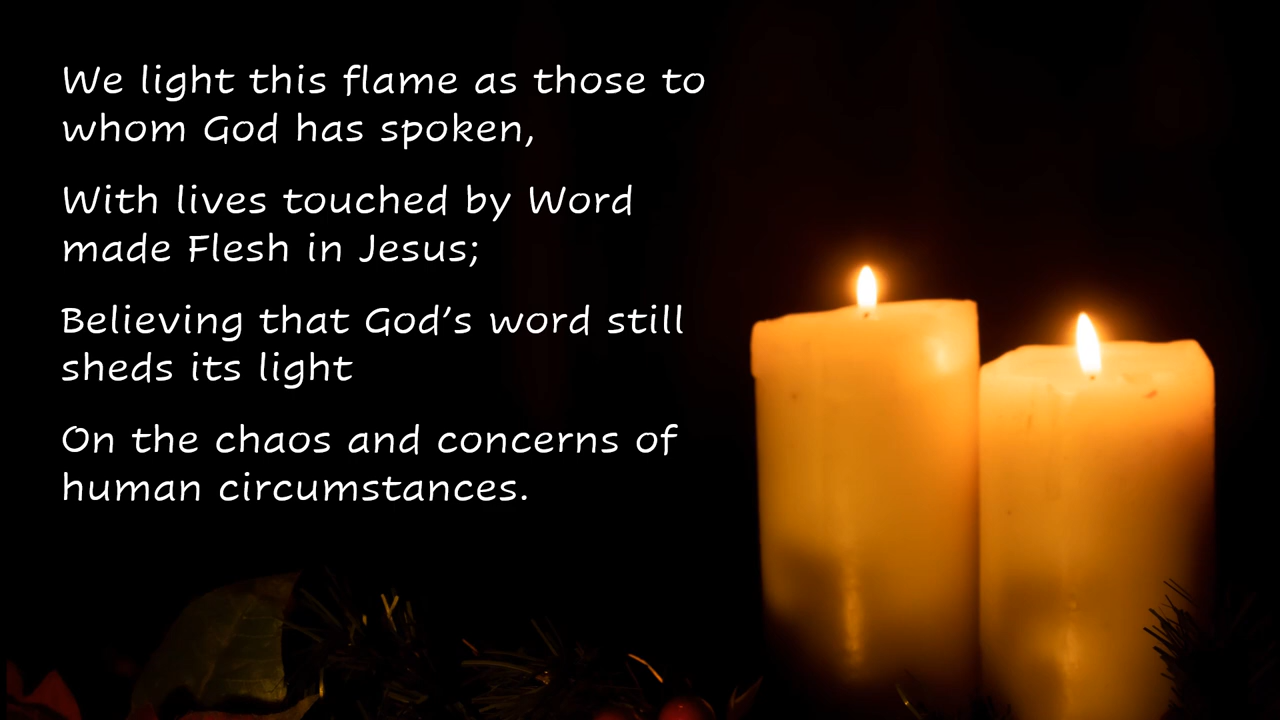 We light this flame as those to
whom God has spoken,
With lives touched by Word
made Flesh in Jesus;
Believing that God’s word still
sheds its light
On the chaos and concerns of
human circumstances.